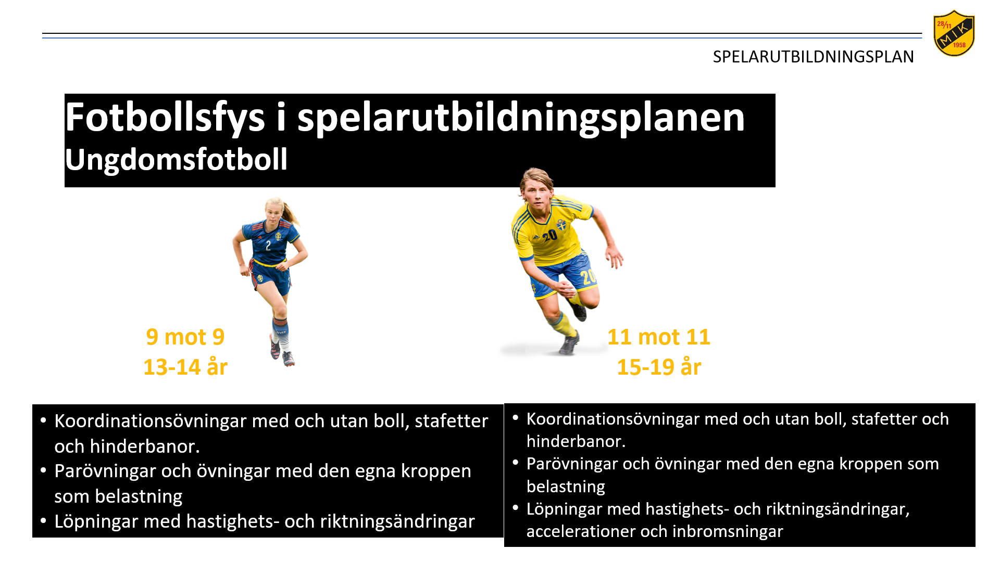 28/11
MIK
1958
SPELARUTBILDNINGSPLAN
Fotbollsfys i spelarutbildningsplanen
Ungdomsfotboll
2
20
20
SvFF
9 mot 9
13-14 år
11 mot 11
15-19 år
• Koordinationsövningar med och utan boll, stafetter
och hinderbanor.
• Parövningar och övningar med den egna kroppen
som belastning
• Löpningar med hastighets- och riktningsändringar
• Koordinationsövningar med och utan boll, stafetter och
hinderbanor.
• Parövningar och övningar med den egna kroppen som
belastning
• Löpningar med hastighets- och riktningsändringar,
accelerationer och inbromsningar